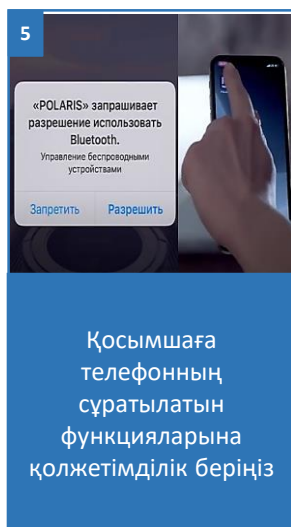 5
«POLARIS» запрашивает
разрешение использовать
Bluetooth.
Управление беспроводными
устройствами
Запретить Разрешить
Қосымшаға
телефонның
сұратылатын
функцияларына
қолжетімділік беріңіз